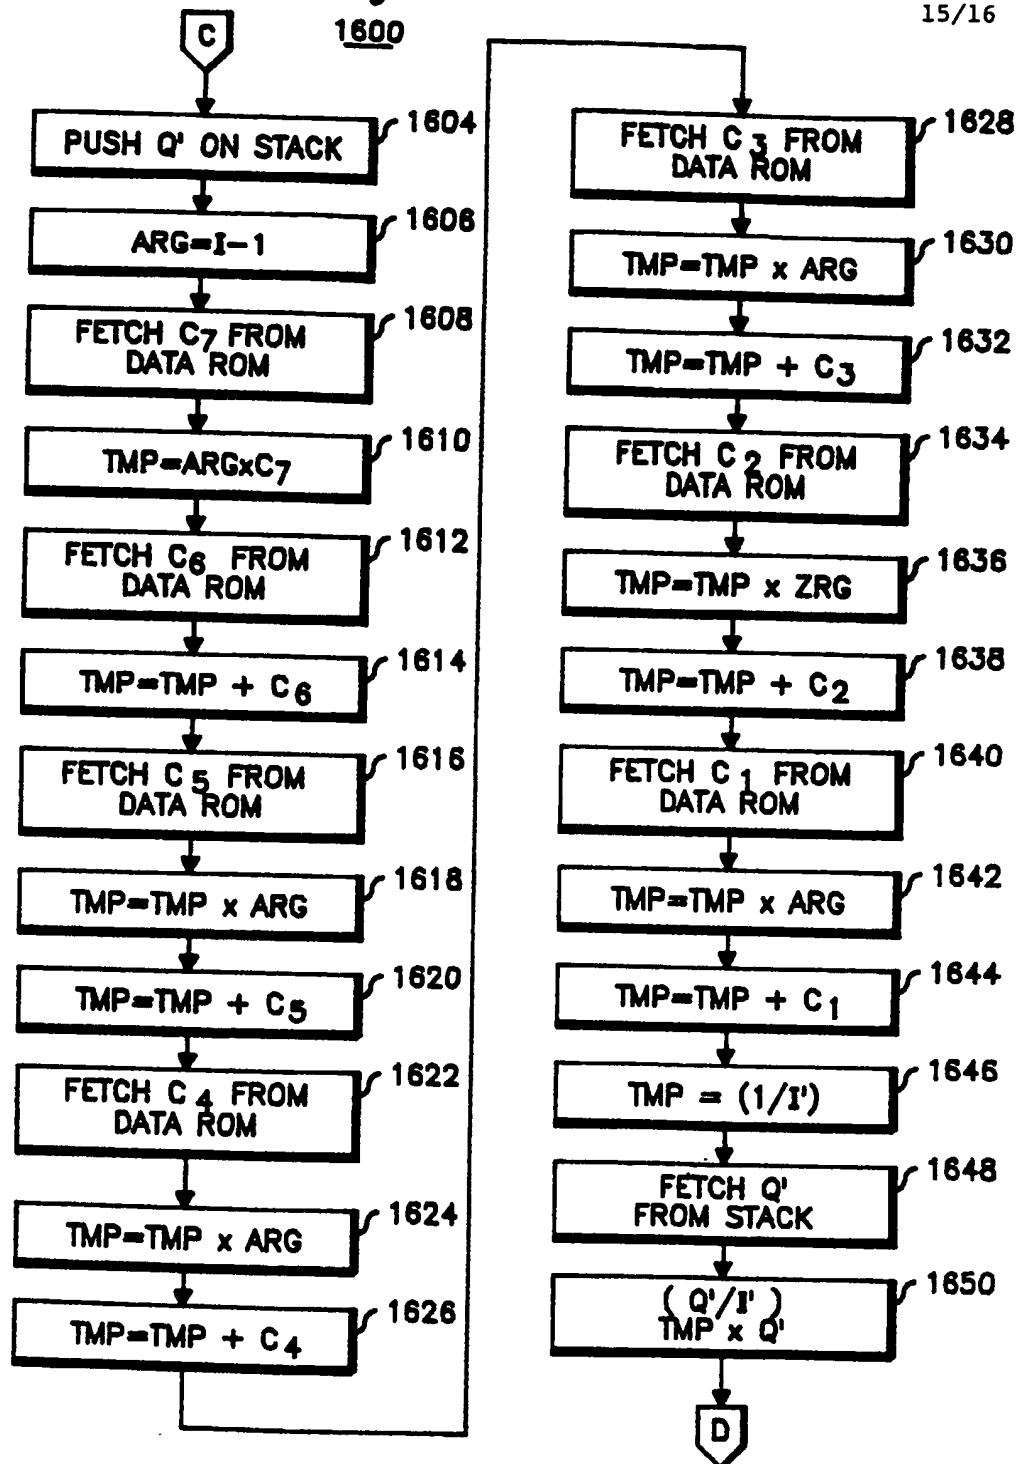 15/16
1600
C
PUSH Q' ON STACK
1604
ARG=I-1
1606
FETCH C7 FROM
DATA ROM
1608
TMP=ARGxC7
1610
FETCH C6 FROM
DATA ROM
1612
TMP=TMP + C6
1614
FETCH C5 FROM
DATA ROM
1616
TMP=TMP x ARG
1618
TMP=TMP + C5
1620
FETCH C4 FROM
DATA ROM
1622
TMP=TMP x ARG
1624
TMP=TMP + C4
1626
FETCH C3 FROM
DATA ROM
1628
TMP=TMP x ARG
1630
TMP=TMP + C3
1632
FETCH C2 FROM
DATA ROM
1634
TMP=TMP x ZRG
1636
TMP=TMP + C2
1638
FETCH C1 FROM
DATA ROM
1640
TMP=TMP x ARG
1642
TMP=TMP + C1
1644
TMP = (1/I')
1646
FETCH Q'
FROM STACK
1648
( Q'/I' )
TMP x Q'
1650
D